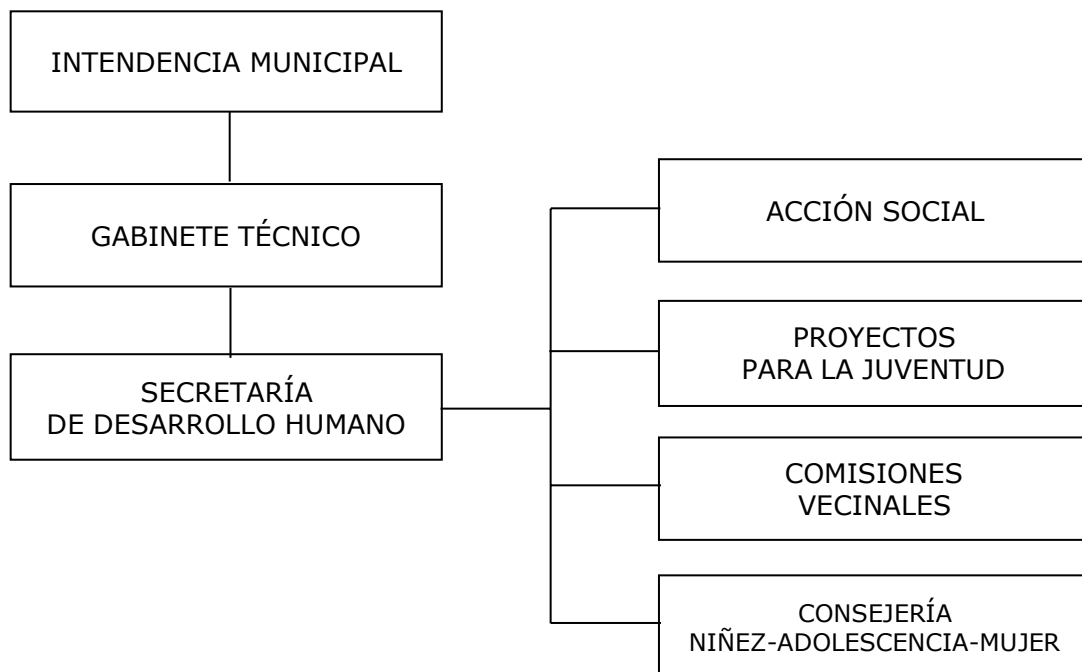 INTENDENCIA MUNICIPAL
GABINETE TÉCNICO
SECRETARÍA
DE DESARROLLO HUMANO
ACCIÓN SOCIAL
PROYECTOS
PARA LA JUVENTUD
COMISIONES
VECINALES
CONSEJERÍA
NIÑEZ-ADOLESCENCIA-MUJER